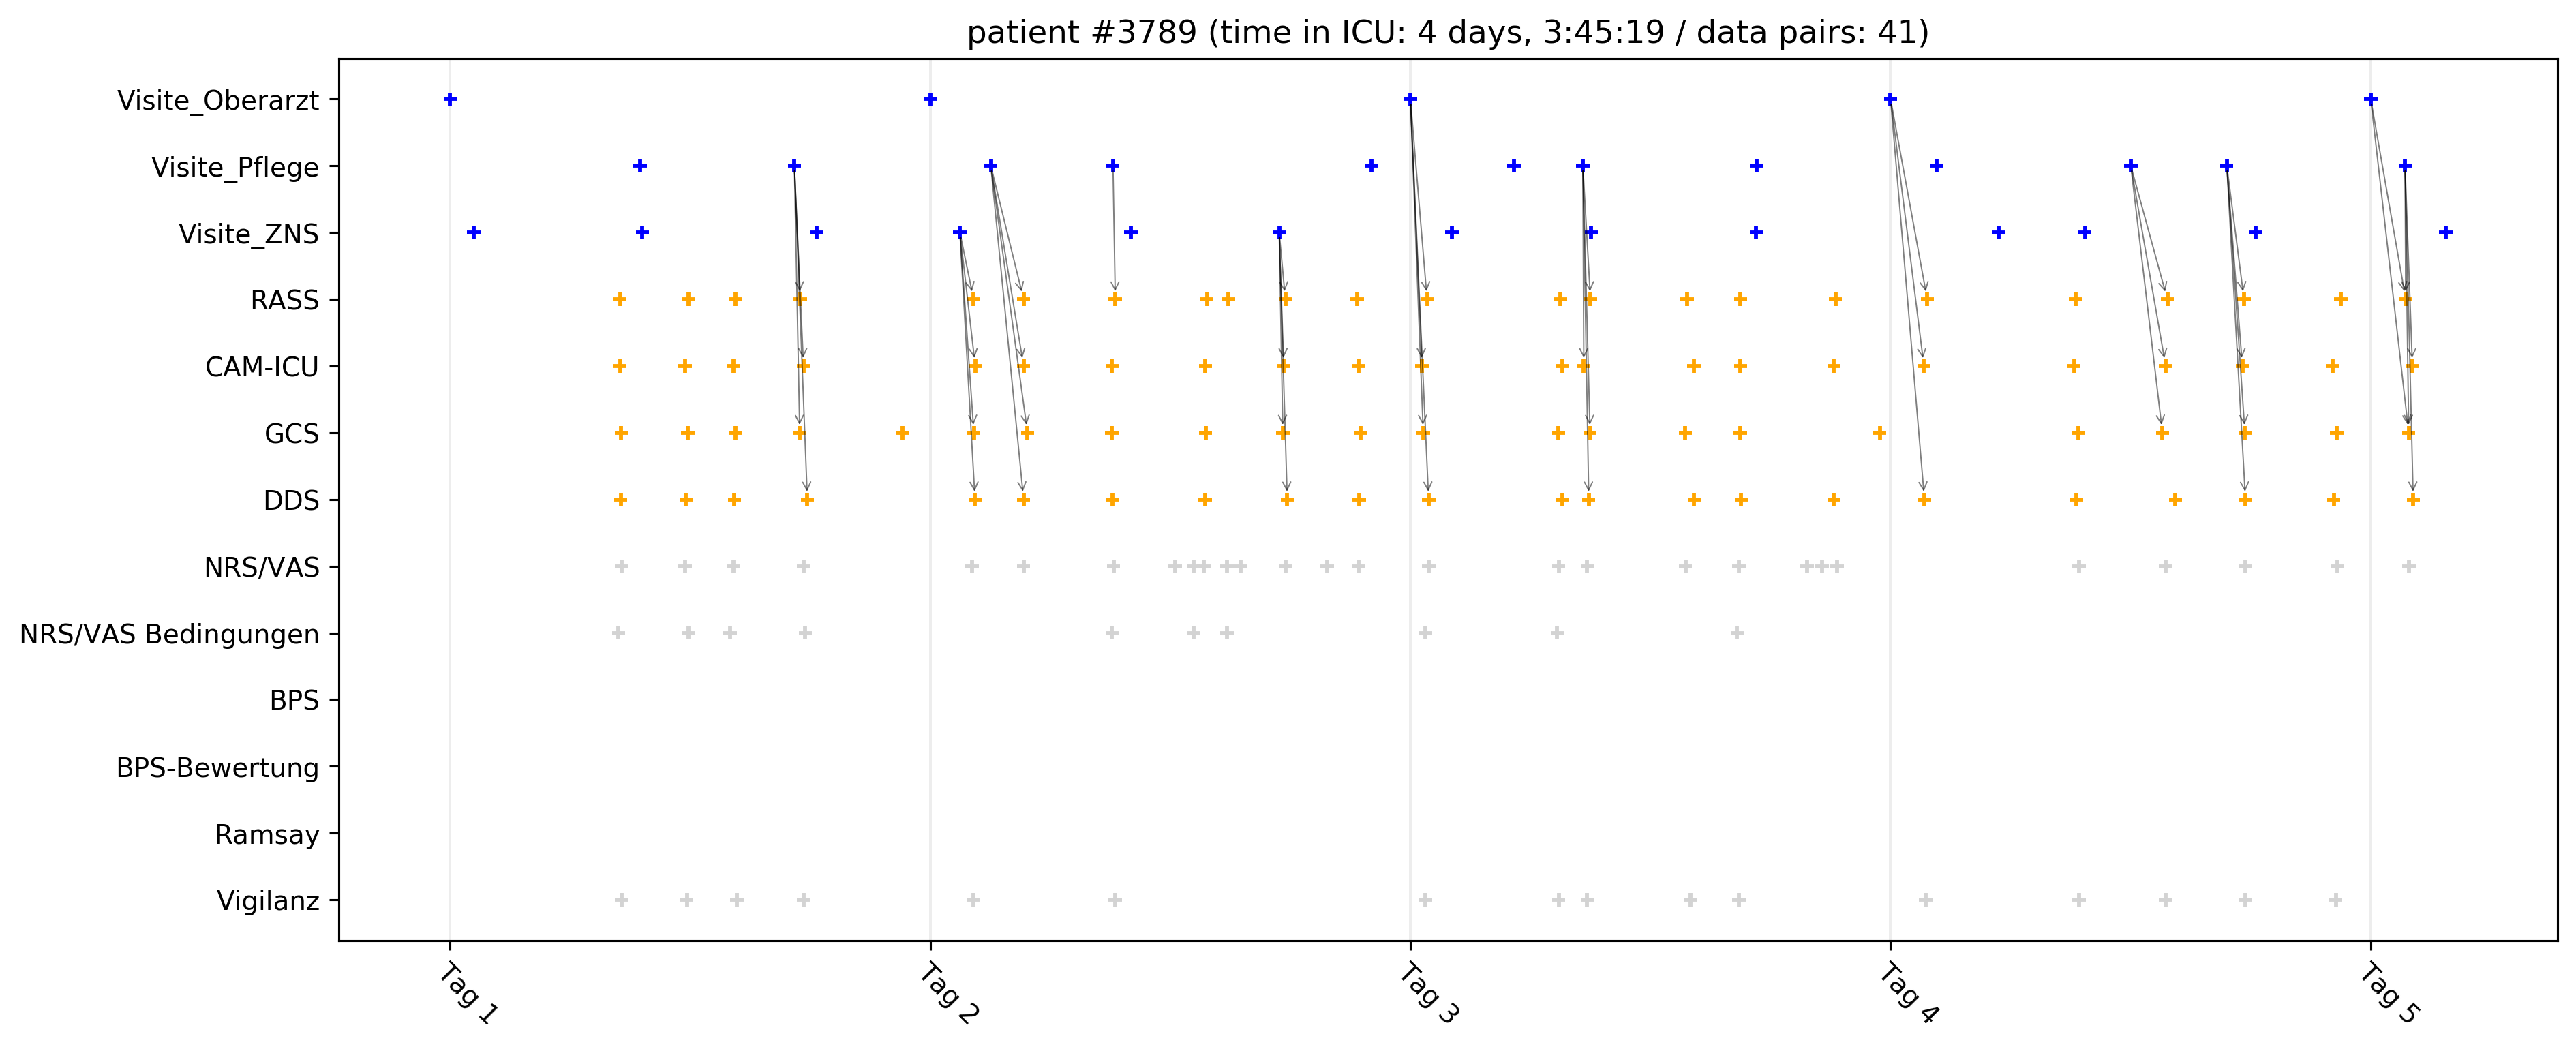 patient #3789 (time in ICU: 4 days, 3:45:19 / data pairs: 41)
Visite_Oberarzt
Visite_Pflege
Visite_ZNS
RASS
CAM-ICU
GCS
DDS
NRS/VAS
NRS/VAS Bedingungen
BPS
BPS-Bewertung
Ramsay
Vigilanz
Tag 1
Tag 2
Tag 3
Tag 4
Tag 5